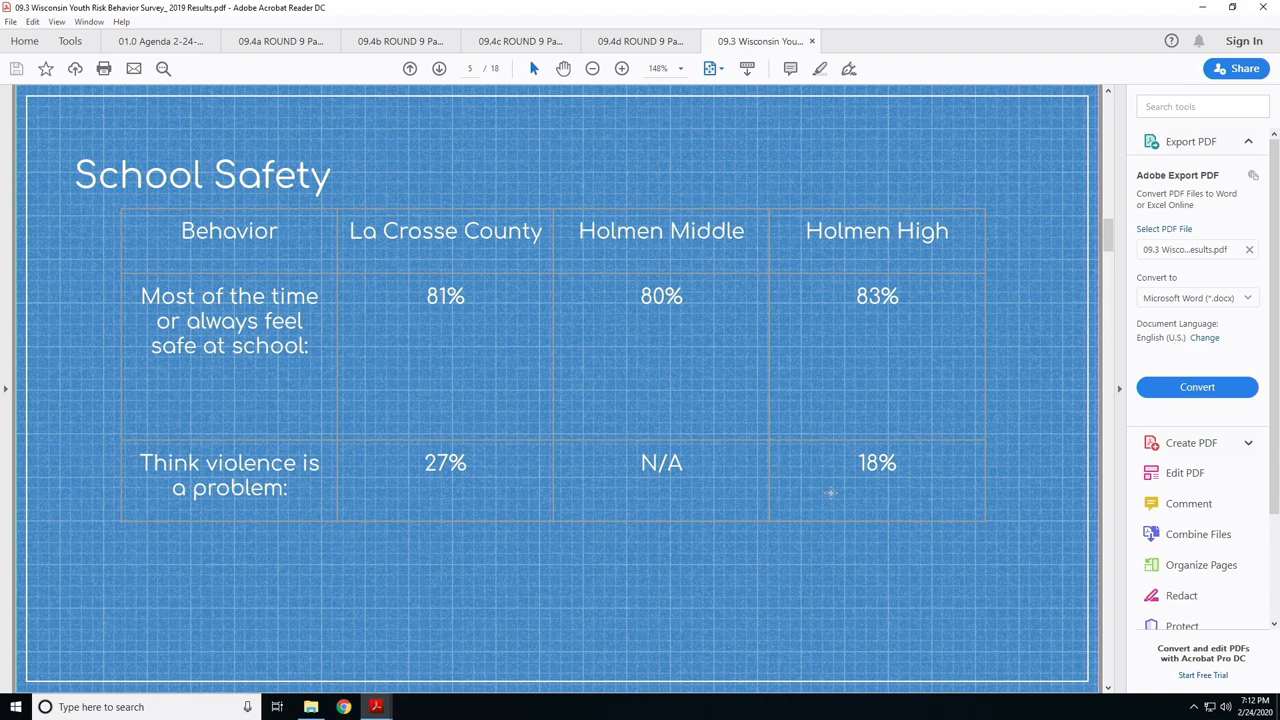 09.3 Wisconsin Youth Risk Behavior Survey_ 2019 Results.pdf - Adobe Acrobat Reader DC
File Edit View Window Help
Home Tools 01.0 Agenda 2-24-... 09.4a ROUND 9 Pa... 09.4b ROUND 9 Pa... 09.4c ROUND 9 Pa... 09.4d ROUND 9 Pa... 09.3 Wisconsin You... × Sign In
5 / 18 148% Share
School Safety
Behavior La Crosse County Holmen Middle Holmen High
Most of the time 81% 80% 83%
or always feel
safe at school:
Think violence is 27% N/A 18%
a problem:
Search tools
Export PDF
Adobe Export PDF
Convert PDF Files to Word
or Excel Online
Select PDF File
09.3 Wisco...esults.pdf
Convert to
Microsoft Word (*.docx)
Document Language:
English (U.S.) Change
Convert
Create PDF
Edit PDF
Comment
Combine Files
Organize Pages
Redact
Protect
Convert and edit PDFs
with Acrobat Pro DC
Start Free Trial
Type here to search
7:12 PM
2/24/2020